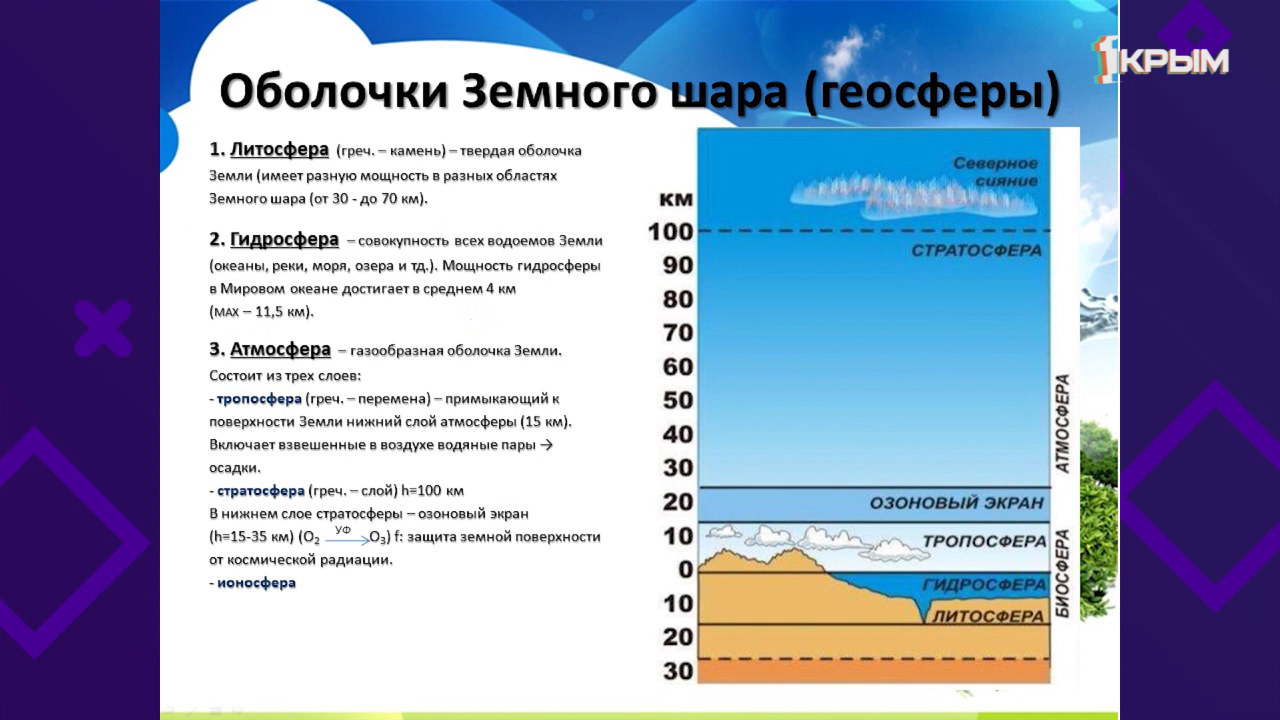 1КРЫМ
Оболочки Земного шара (геосферы)
1. Литосфера (греч. – камень) – твердая оболочка
Земли (имеет разную мощность в разных областях
Земного шара (от 30 - до 70 км).
2. Гидросфера – совокупность всех водоемов Земли
(океаны, реки, моря, озера и тд.). Мощность гидросферы
в Мировом океане достигает в среднем 4 км
(MAX – 11,5 км).
3. Атмосфера – газообразная оболочка Земли.
Состоит из трех слоев:
- тропосфера (греч. – перемена) – примыкающий к
поверхности Земли нижний слой атмосферы (15 км).
Включает взвешенные в воздухе водяные пары →
осадки.
- стратосфера (греч. – слой) h=100 км
В нижнем слое стратосферы – озоновый экран
(h=15-35 км) (O₂ УФ O₃) f: защита земной поверхности
от космической радиации.
- ионосфера
Северное
сияние
км
100
СТРАТОСФЕРА
90
80
70
60
50
40
30
20
ОЗОНОВЫЙ ЭКРАН
10
ТРОПОСФЕРА
0
ГИДРОСФЕРА
10
ЛИТОСФЕРА
20
30
АТМОСФЕРА
БИОСФЕРА